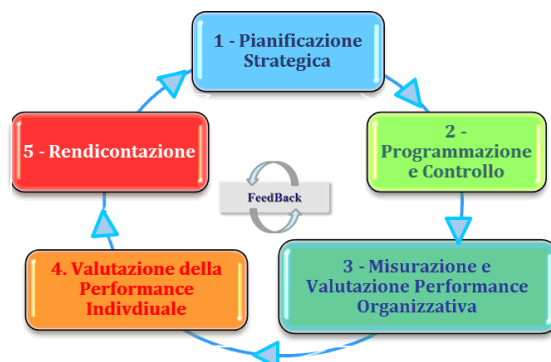 1 - Pianificazione
Strategica
2 -
Programmazione
e Controllo
3 - Misurazione e
Valutazione Performance
Organizzativa
4. Valutazione della
Performance
Indivdiuale
5 - Rendicontazione
FeedBack